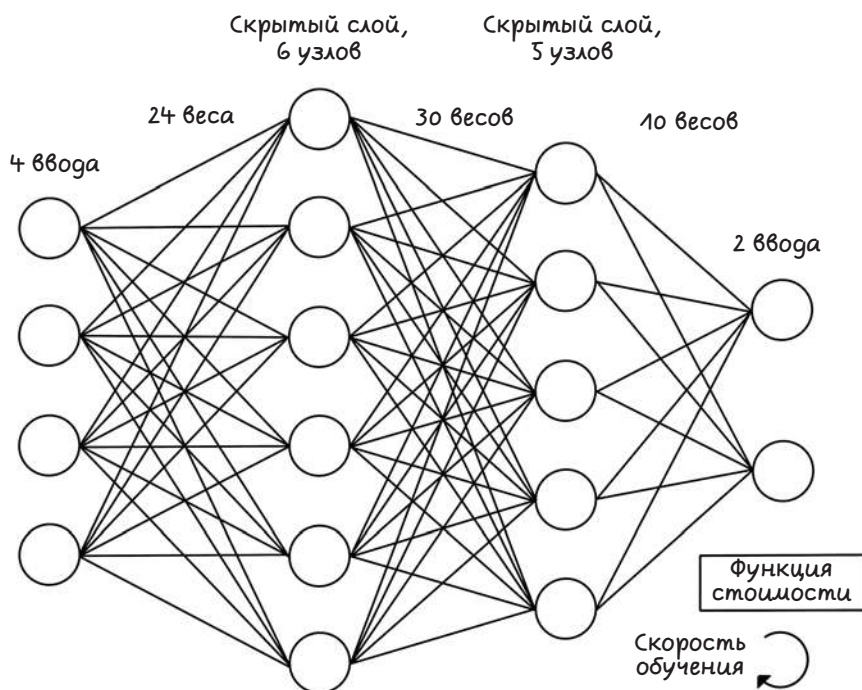 Скрытый слой,
6 узлов
Скрытый слой,
5 узлов
24 веса
30 весов
10 весов
4 ввода
2 ввода
Функция
стоимости
Скорость
обучения